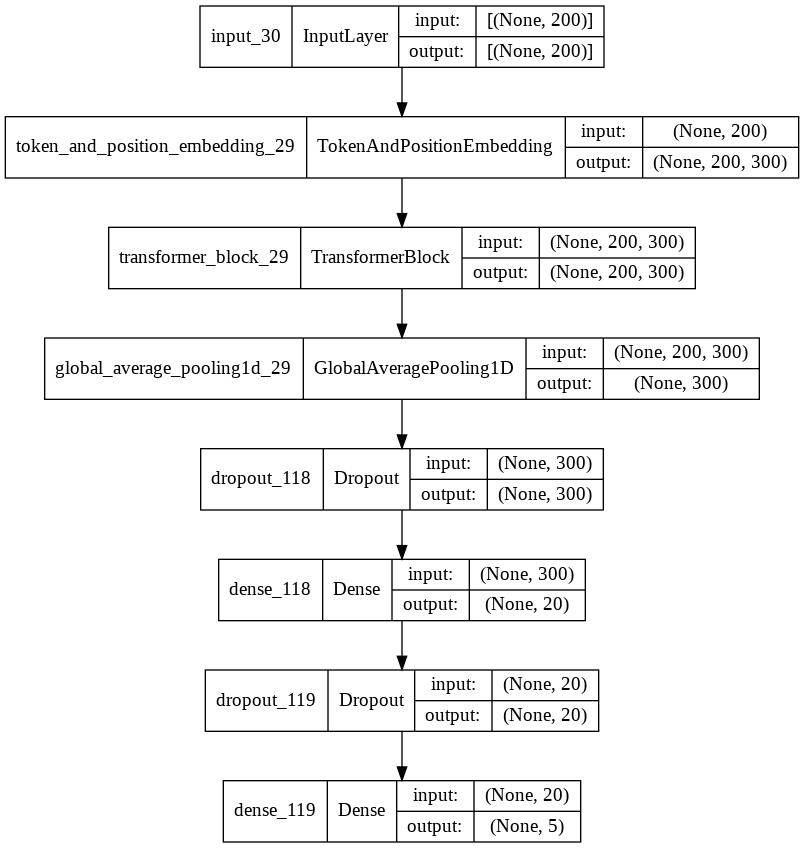 input_30 InputLayer input: [(None, 200)]
output: [(None, 200)]
token_and_position_embedding_29 TokenAndPositionEmbedding input: (None, 200)
output: (None, 200, 300)
transformer_block_29 TransformerBlock input: (None, 200, 300)
output: (None, 200, 300)
global_average_pooling1d_29 GlobalAveragePooling1D input: (None, 200, 300)
output: (None, 300)
dropout_118 Dropout input: (None, 300)
output: (None, 300)
dense_118 Dense input: (None, 300)
output: (None, 20)
dropout_119 Dropout input: (None, 20)
output: (None, 20)
dense_119 Dense input: (None, 20)
output: (None, 5)